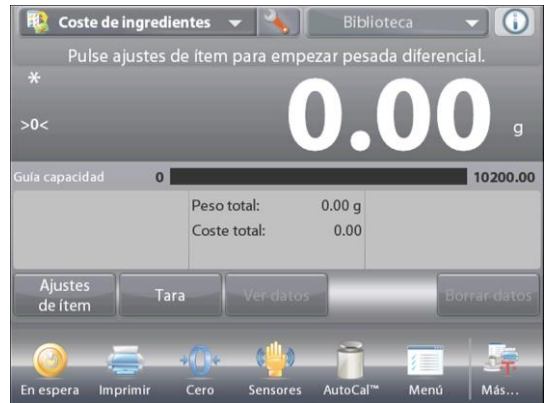 Coste de ingredientes Biblioteca
Pulse ajustes de ítem para empezar pesada diferencial.
*
>0< 0.00 g
Guía capacidad 0 10200.00
Peso total: 0.00 g
Coste total: 0.00
Ajustes de ítem Tara Ver datos Borrar datos
En espera Imprimir Cero Sensores AutoCal™ Menú Más...